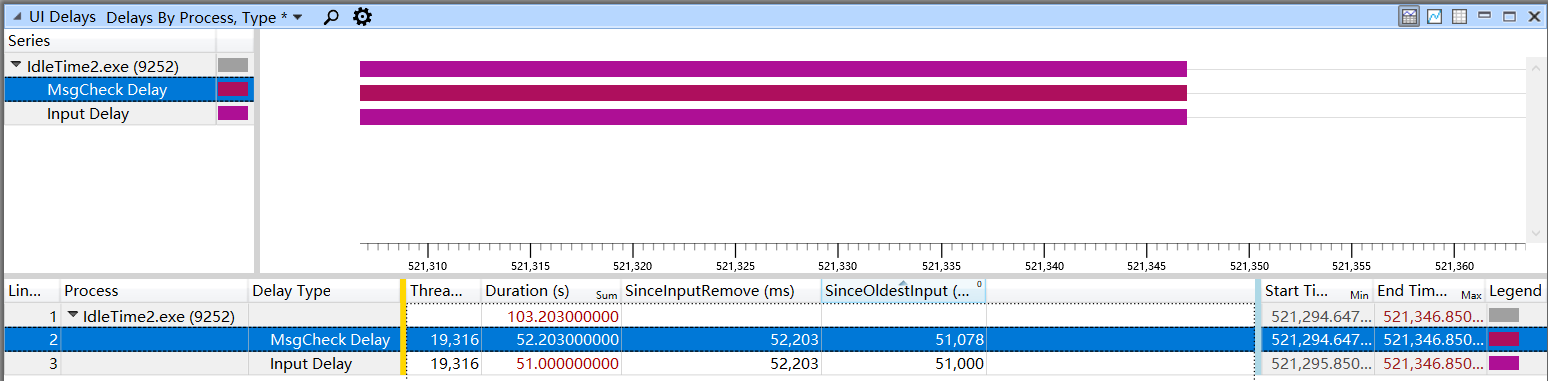 UI Delays Delays By Process, Type *
Series
IdleTime2.exe (9252)
MsgCheck Delay
Input Delay
521,310 521,315 521,320 521,325 521,330 521,335 521,340 521,345 521,350 521,355 521,360
Lin... Process Delay Type Threa... Duration (s) Sum SinceInputRemove (ms) SinceOldestInput (... 0 Start Ti... Min End Tim... Max Legend
1 IdleTime2.exe (9252) 103.203000000 521,294.647... 521,346.850...
2 MsgCheck Delay 19,316 52.203000000 52,203 51,078 521,294.647... 521,346.850...
3 Input Delay 19,316 51.000000000 52,203 51,000 521,295.850... 521,346.850...